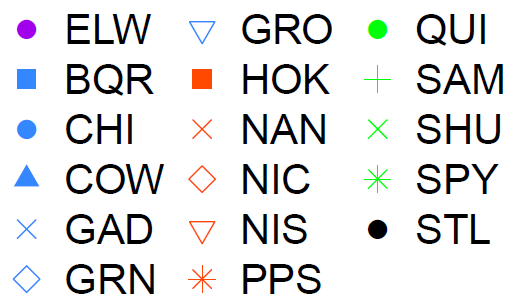 ELW GRO QUI
BQR HOK SAM
CHI NAN SHU
COW NIC SPY
GAD NIS STL
GRN PPS